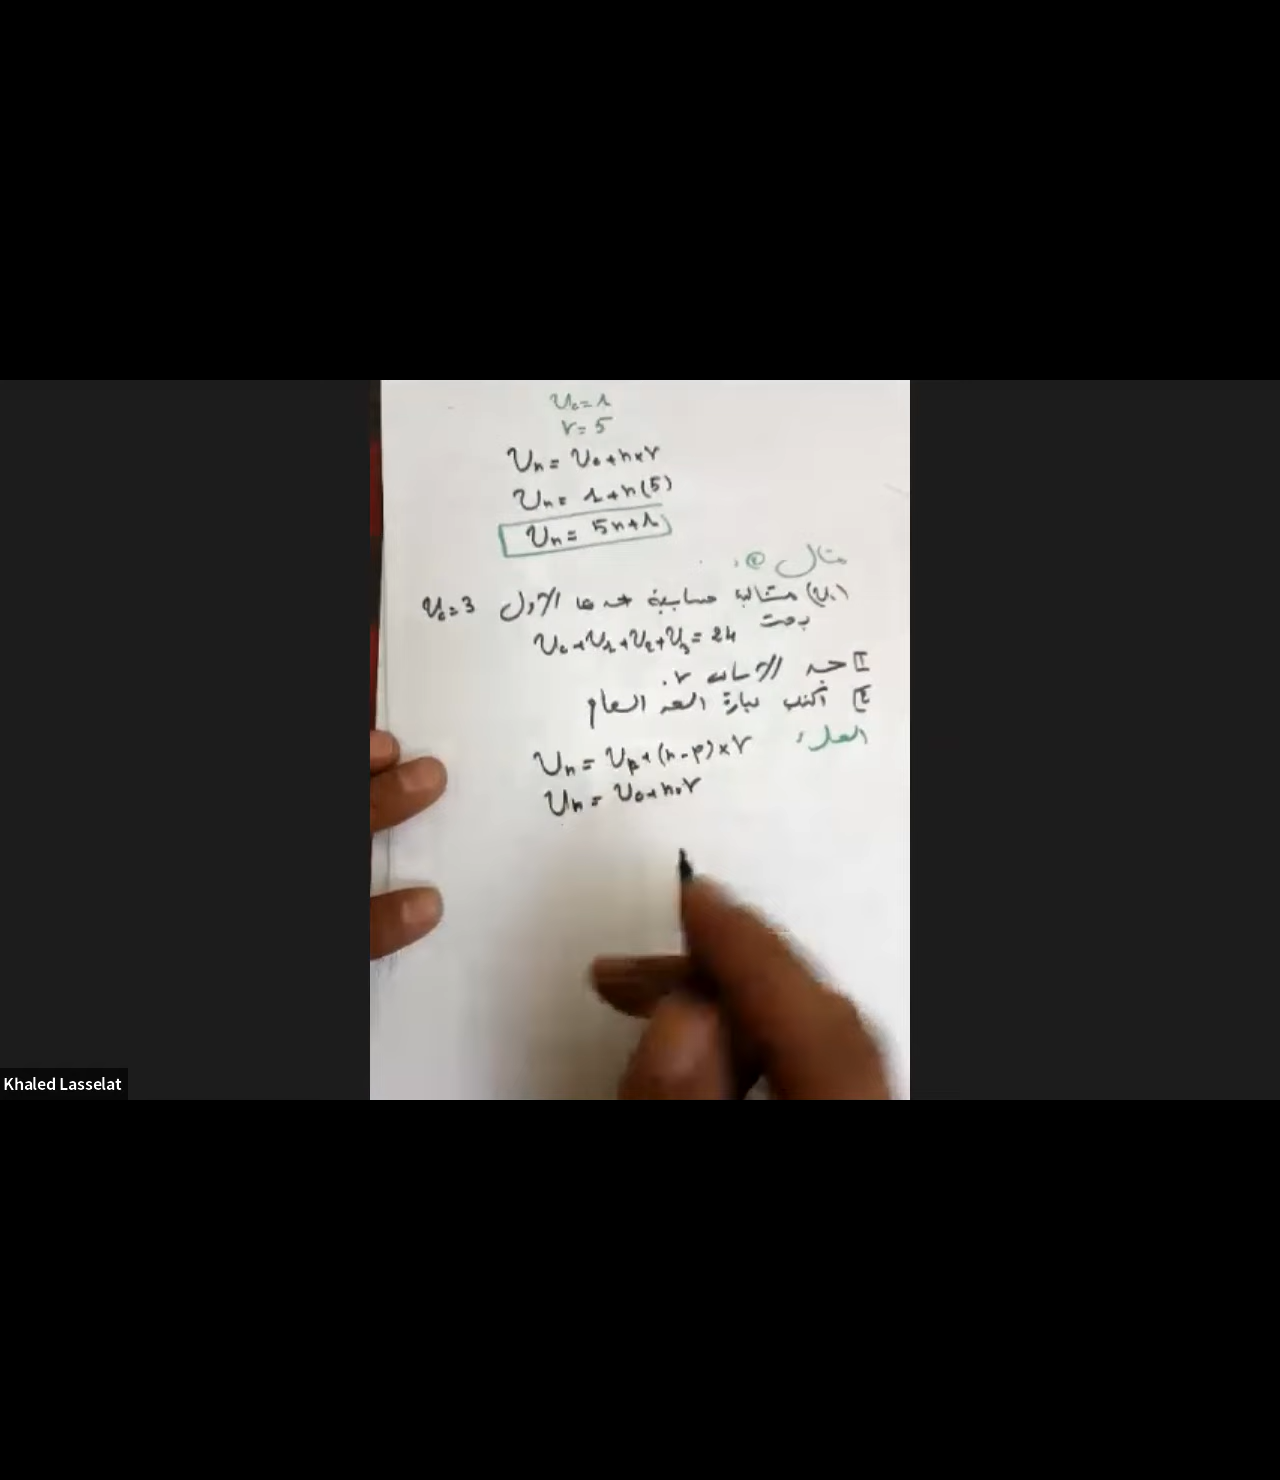 U₀ = 1
r = 5
Uₙ = U₀ + n × r
Uₙ = 1 + n(5)
Uₙ = 5n + 1
مثال ②:
(Uₙ) متتالية حسابية حدها الأول U₀ = 3
بحيث U₀ + U₁ + U₂ + U₃ = 24
1 جد الأساس r.
2 أكتب عبارة الحد العام
الحل:
Uₙ = Uₚ + (n - p) × r
Uₙ = U₀ + n.r
Khaled Lasselat